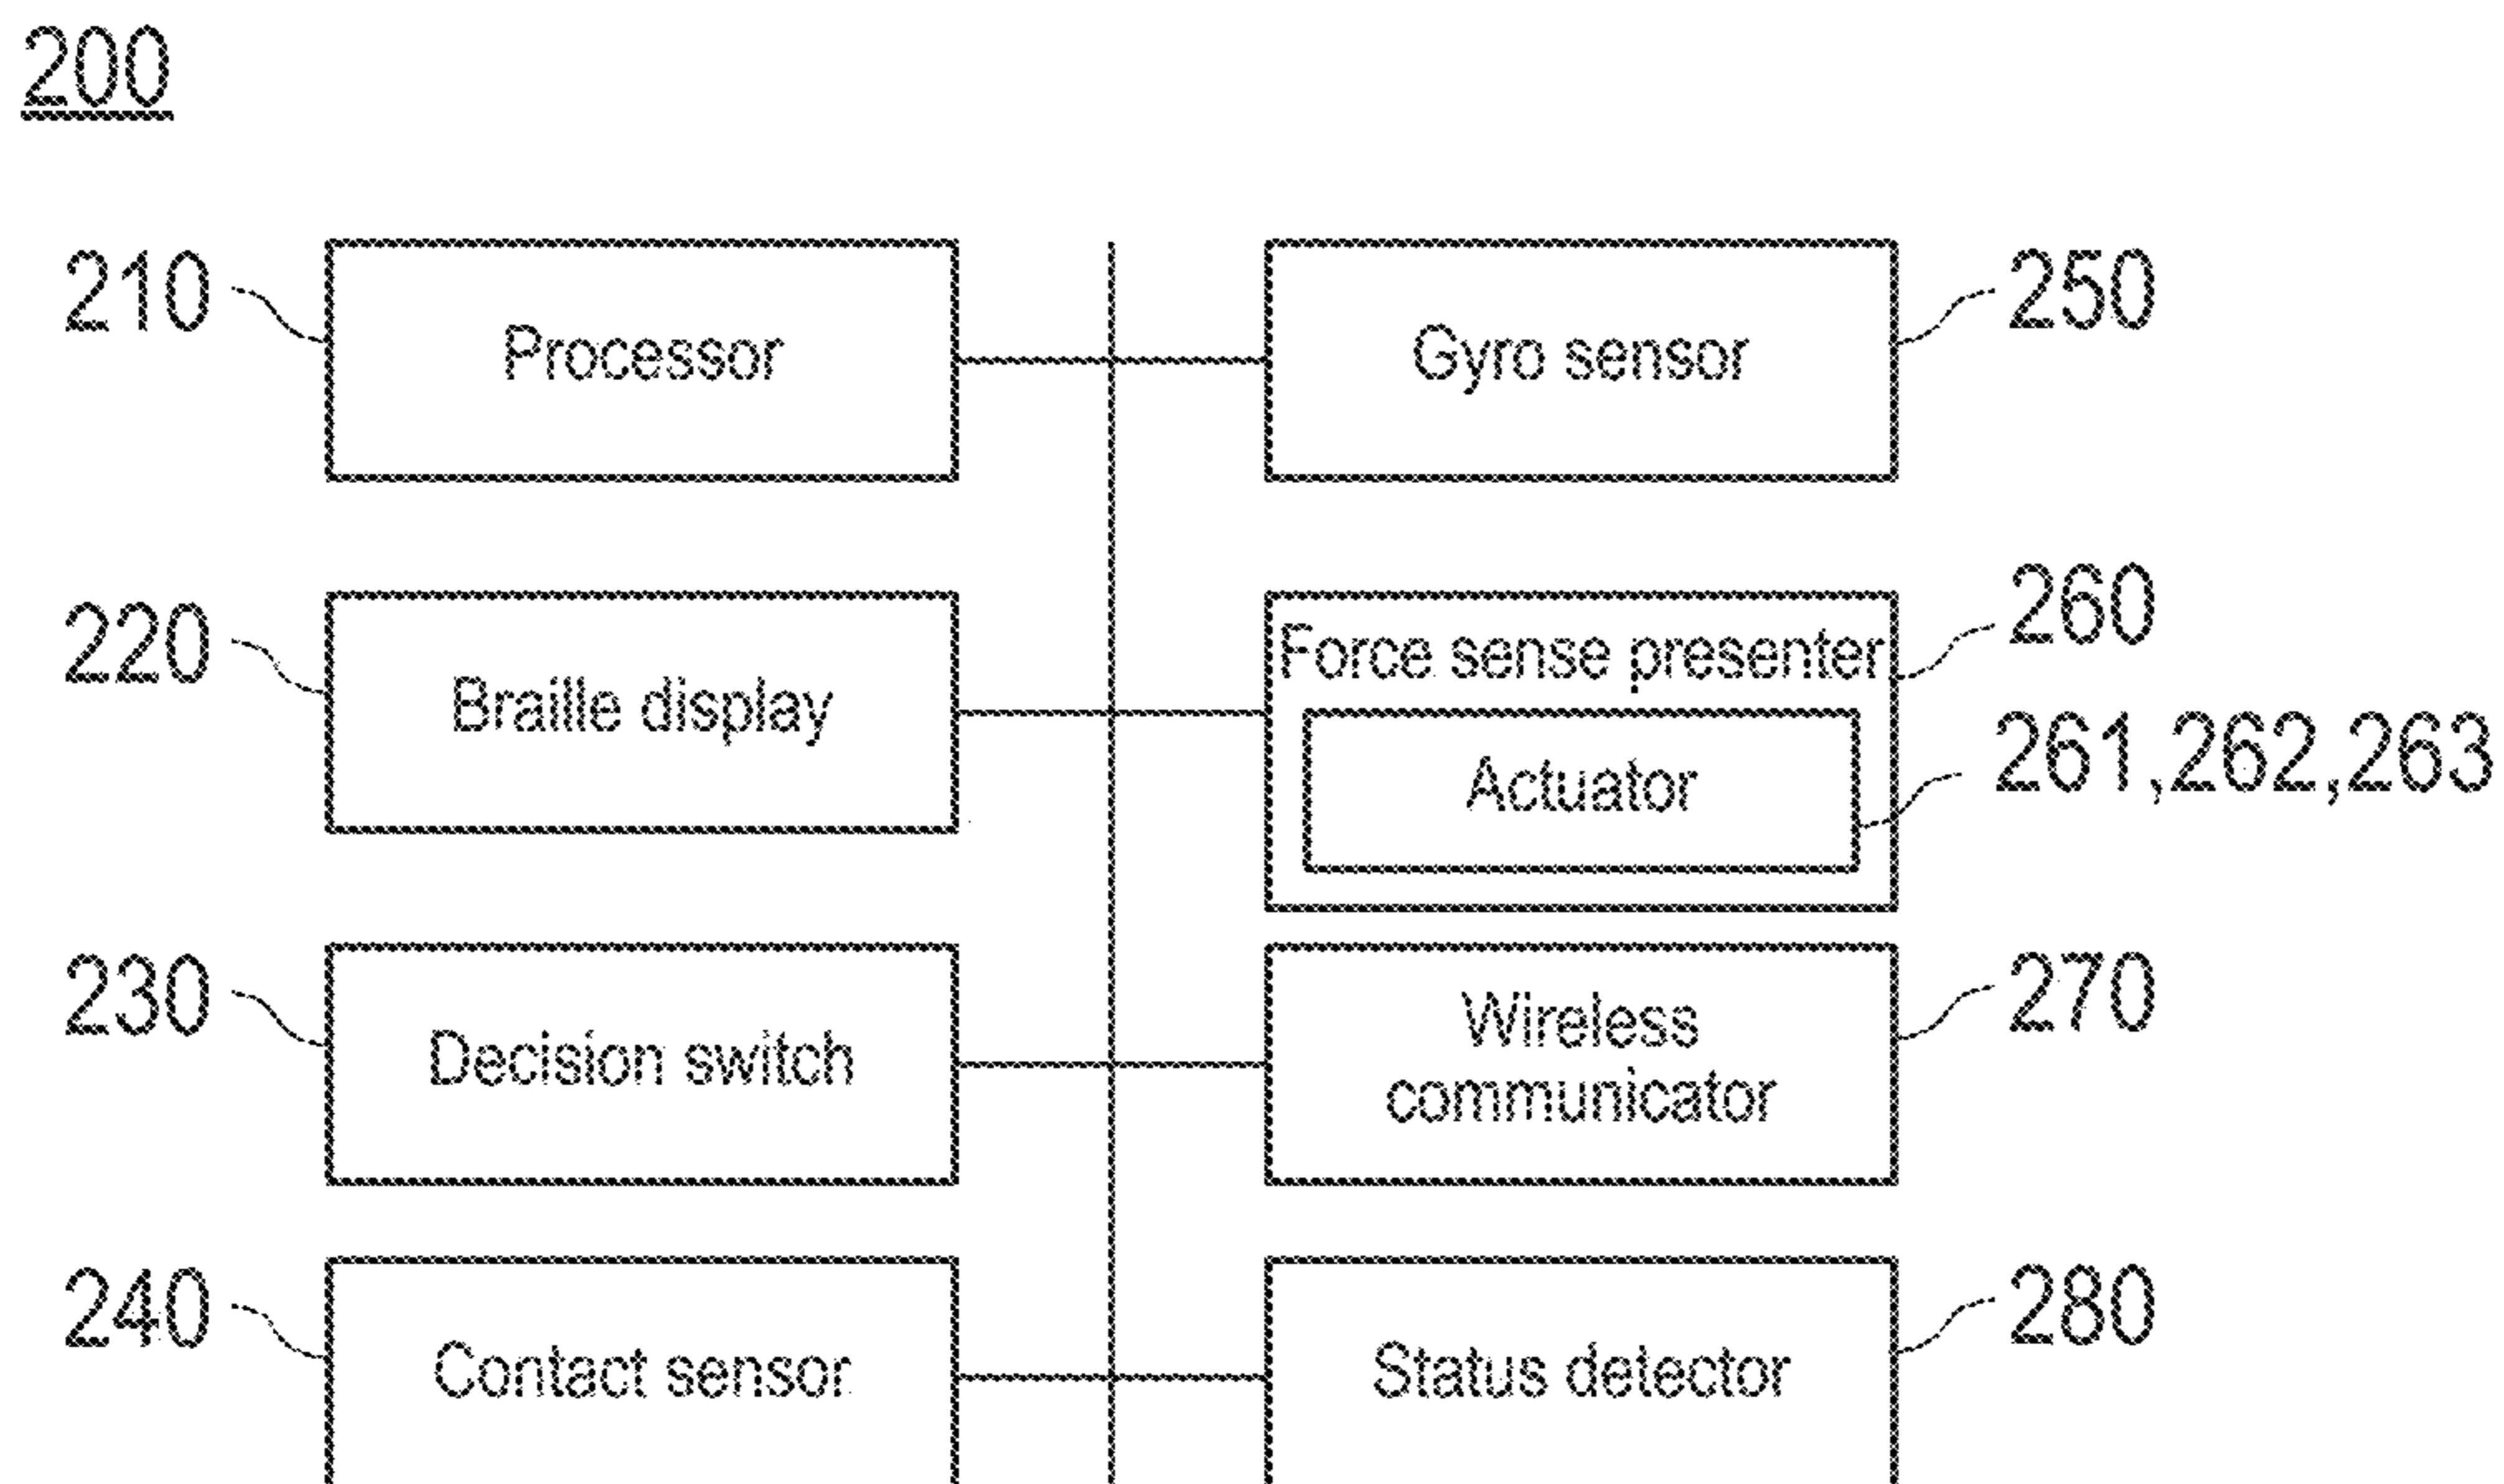 200
210
Processor
Gyro sensor
250
220
Braille display
Force sense presenter
260
Actuator
261,262,263
230
Decision switch
Wireless
communicator
270
240
Contact sensor
Status detector
280